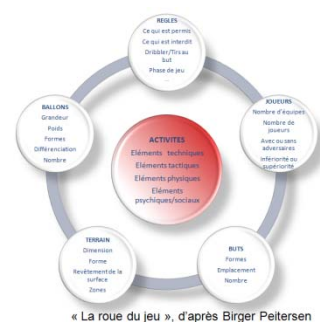 REGLES
Ce qui est permis
Ce qui est interdit
Dribbler/Tirs au
but
Phase de jeu
...
BALLONS
Grandeur
Poids
Formes
Différenciation
Nombre
JOUEURS
Nombre d'équipes
Nombre de
joueurs
Avec ou sans
adversaires
Infériorité ou
supériorité
ACTIVITES
Eléments techniques
Eléments tactiques
Eléments physiques
Eléments
psychiques/sociaux
TERRAIN
Dimension
Forme
Revêtement de la
surface
Zones
BUTS
Formes
Emplacement
Nombre
« La roue du jeu », d'après Birger Peitersen